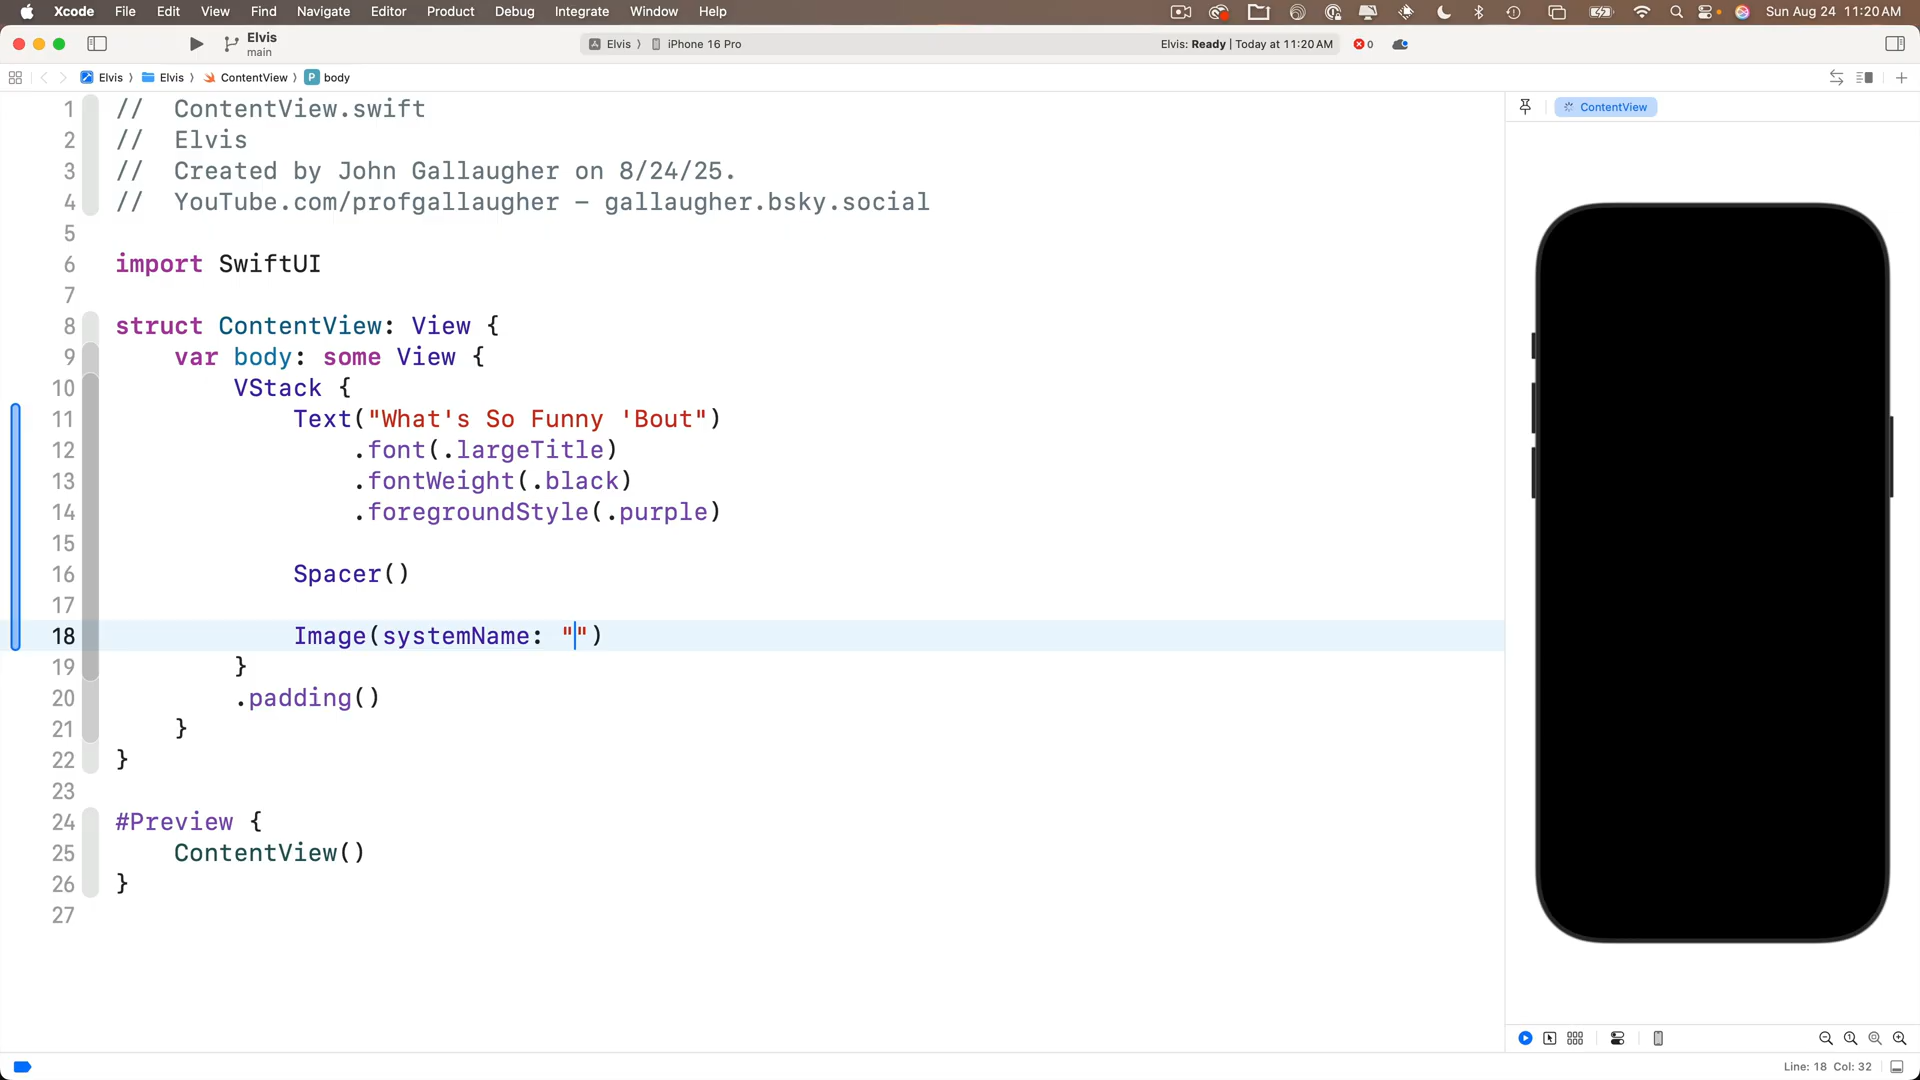 Xcode File Edit View Find Navigate Editor Product Debug Integrate Window Help Sun Aug 24 11:20 AM
Elvis
main
Elvis 〉 iPhone 16 Pro Elvis: Ready | Today at 11:20 AM 0
Elvis 〉 Elvis 〉 ContentView 〉 P body
ContentView
1 //  ContentView.swift
2 //  Elvis
3 //  Created by John Gallaugher on 8/24/25.
4 //  YouTube.com/profgallaugher – gallaugher.bsky.social
5
6 import SwiftUI
7
8 struct ContentView: View {
9     var body: some View {
10         VStack {
11             Text("What's So Funny 'Bout")
12                 .font(.largeTitle)
13                 .fontWeight(.black)
14                 .foregroundStyle(.purple)
15
16             Spacer()
17
18             Image(systemName: "")
19         }
20         .padding()
21     }
22 }
23
24 #Preview {
25     ContentView()
26 }
27
Line: 18 Col: 32